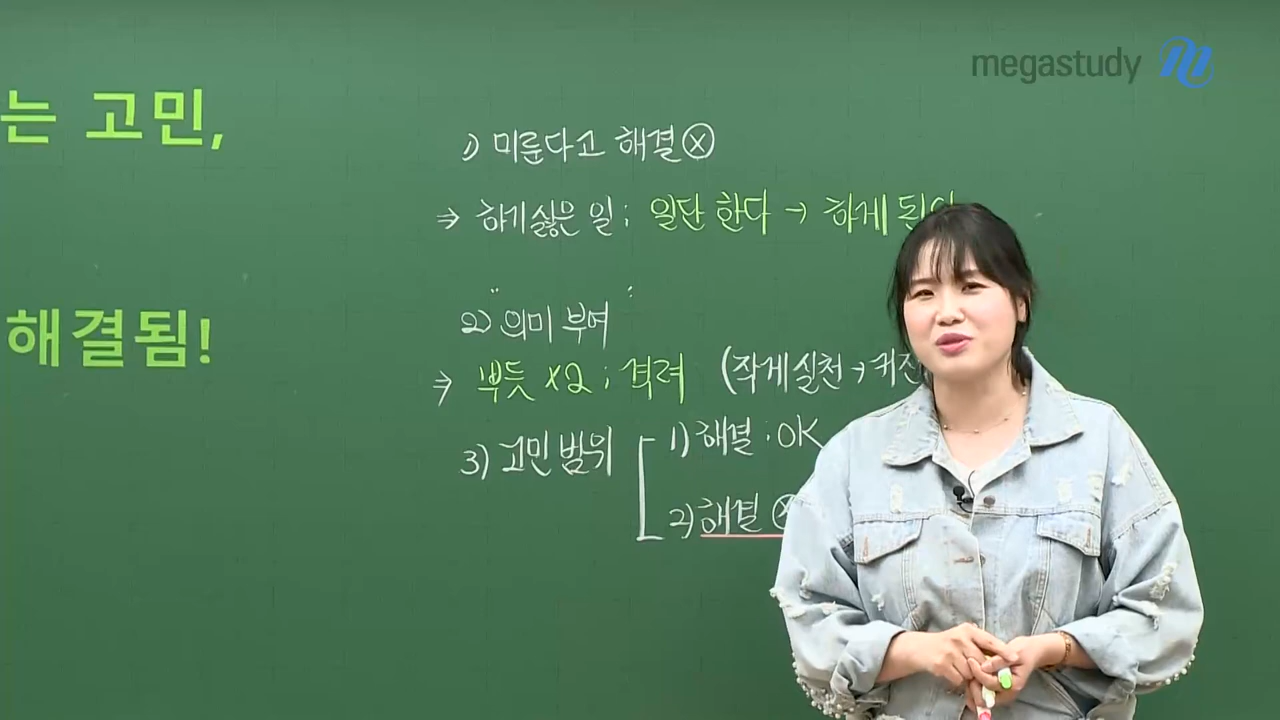 megastudy
는 고민,
해결됨!
1) 미룬다고 해결 ⓧ
⇒ 하기싫은 일; 일단 한다 → 하게 된다
2) "의미 부여"
⇒ 뿌듯 x2 ; 격려 (작게 실천 → 커진
3) 고민 범위
1) 해결 ; OK
2) 해결 ⓧ